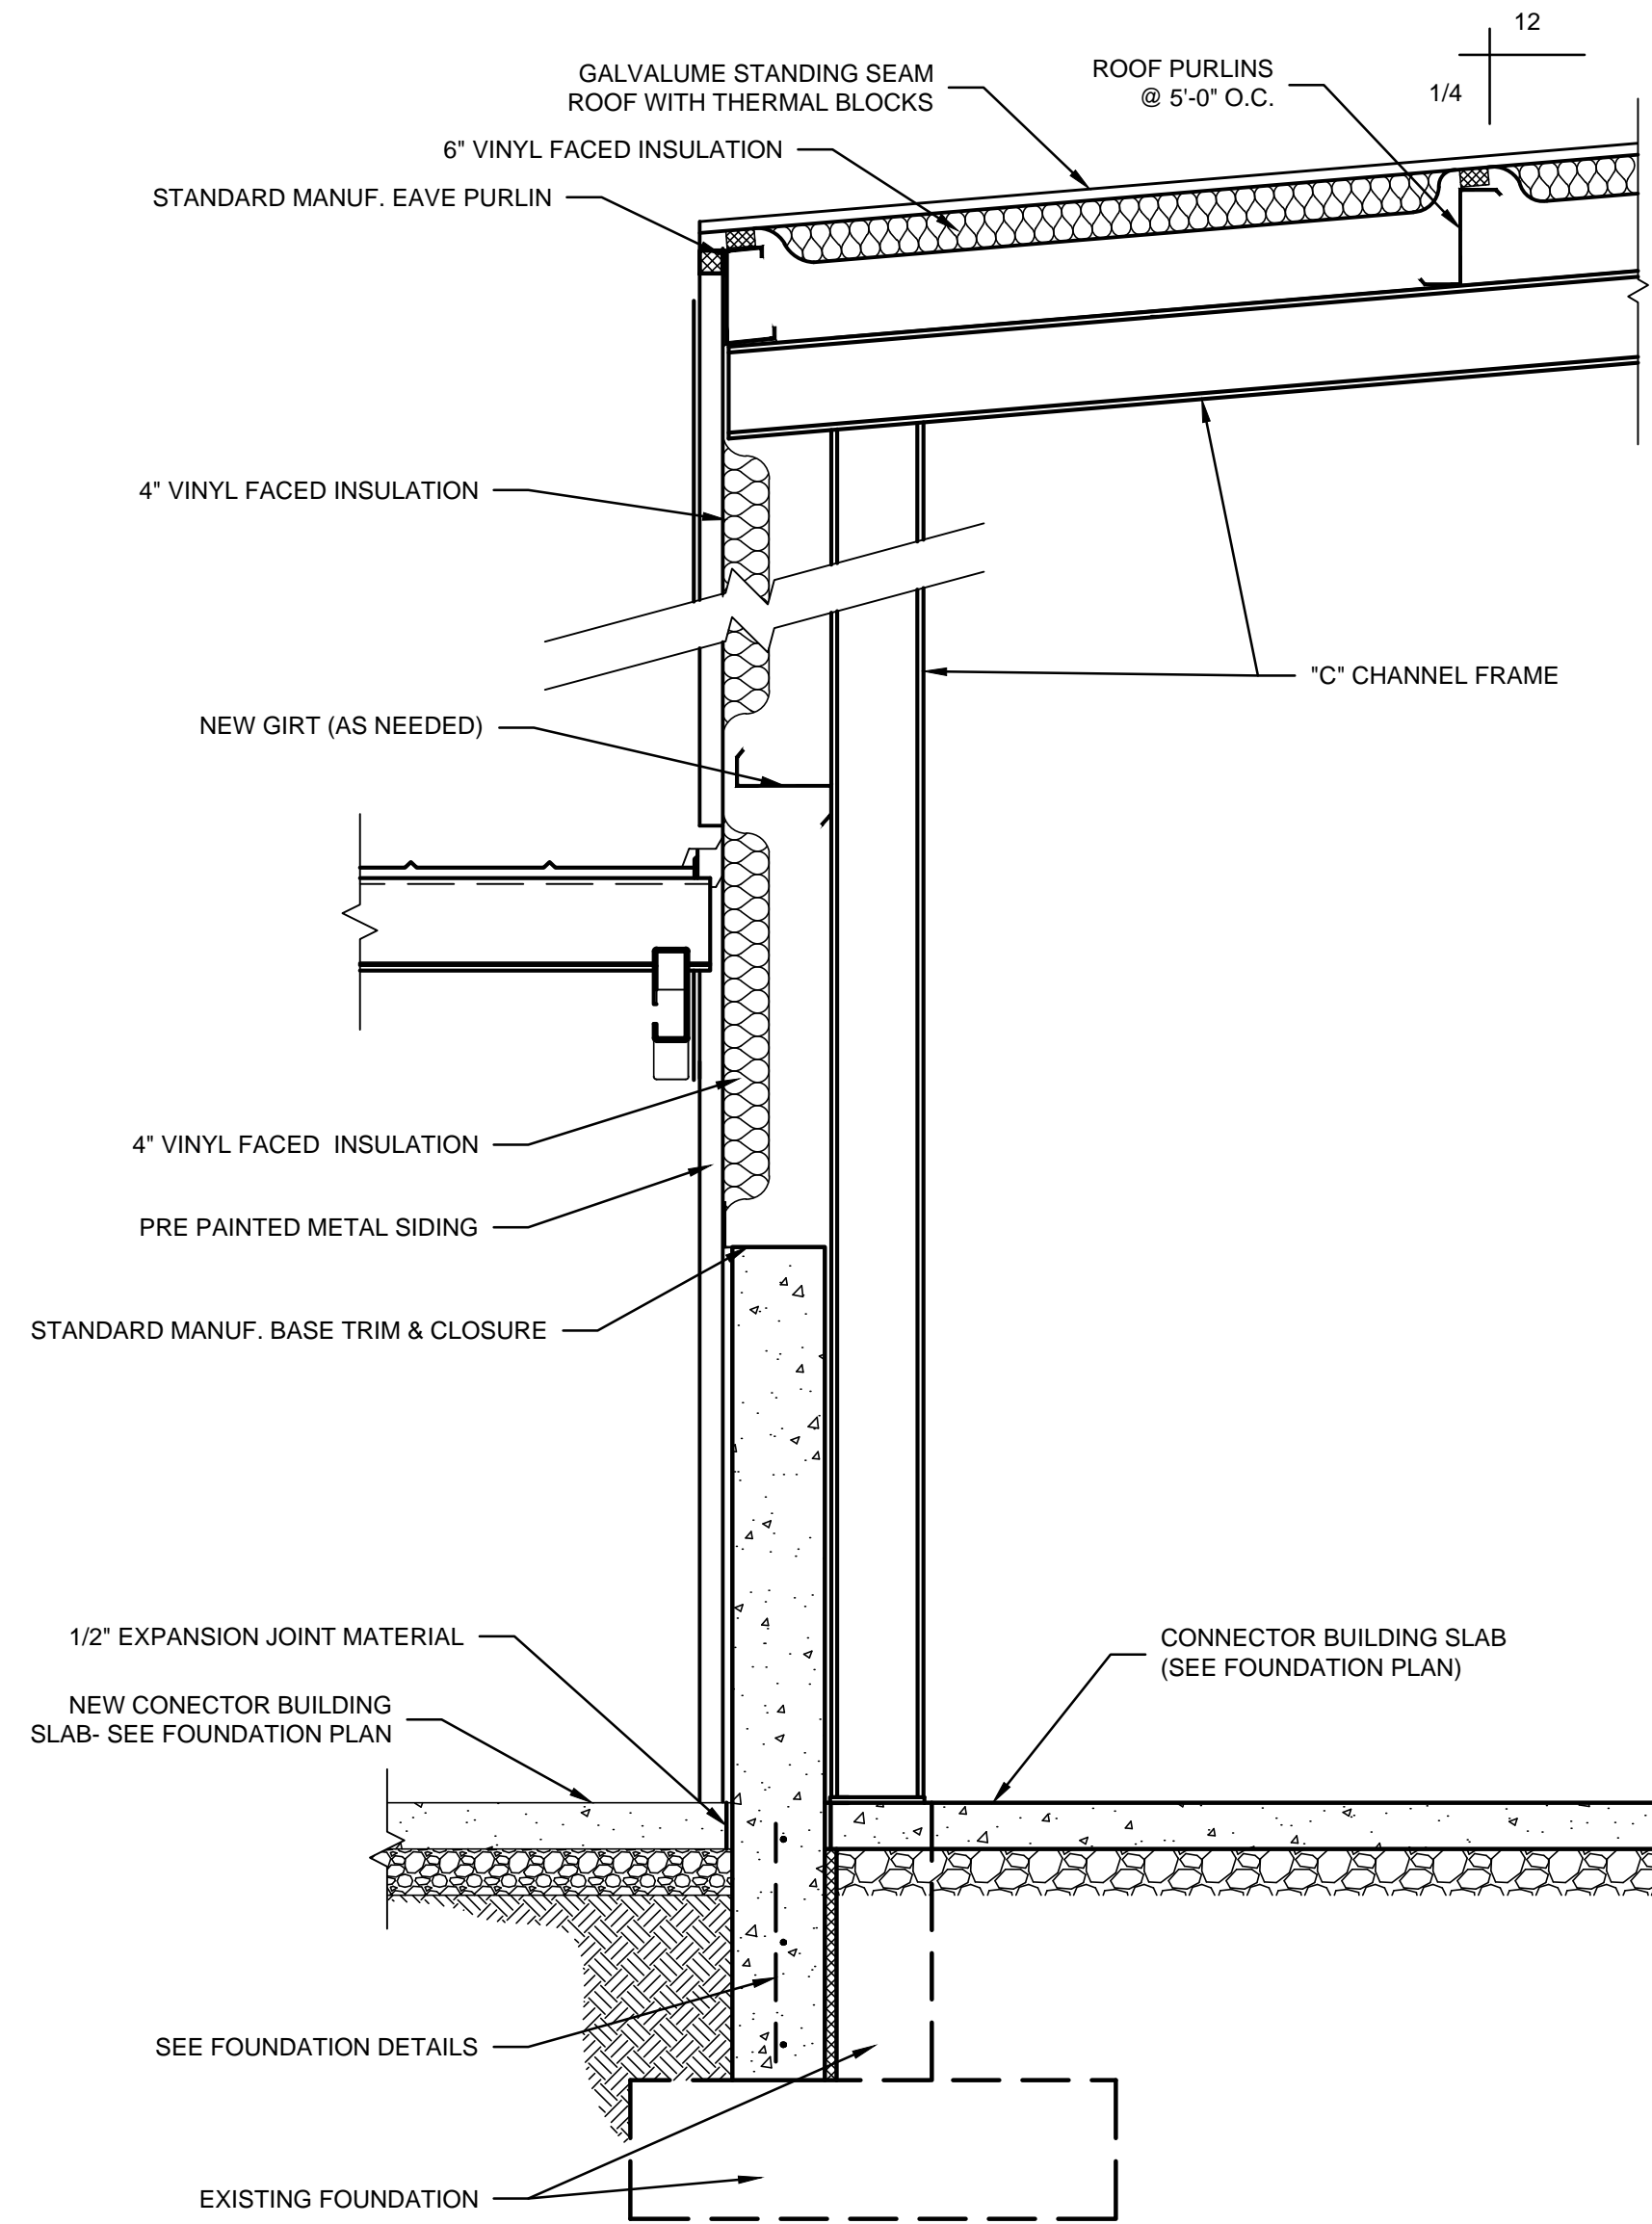 12
1/4
GALVALUME STANDING SEAM
ROOF WITH THERMAL BLOCKS
ROOF PURLINS
@ 5'-0" O.C.
6" VINYL FACED INSULATION
STANDARD MANUF. EAVE PURLIN
4" VINYL FACED INSULATION
"C" CHANNEL FRAME
NEW GIRT (AS NEEDED)
4" VINYL FACED  INSULATION
PRE PAINTED METAL SIDING
STANDARD MANUF. BASE TRIM & CLOSURE
1/2" EXPANSION JOINT MATERIAL
CONNECTOR BUILDING SLAB
(SEE FOUNDATION PLAN)
NEW CONECTOR BUILDING
SLAB- SEE FOUNDATION PLAN
SEE FOUNDATION DETAILS
EXISTING FOUNDATION